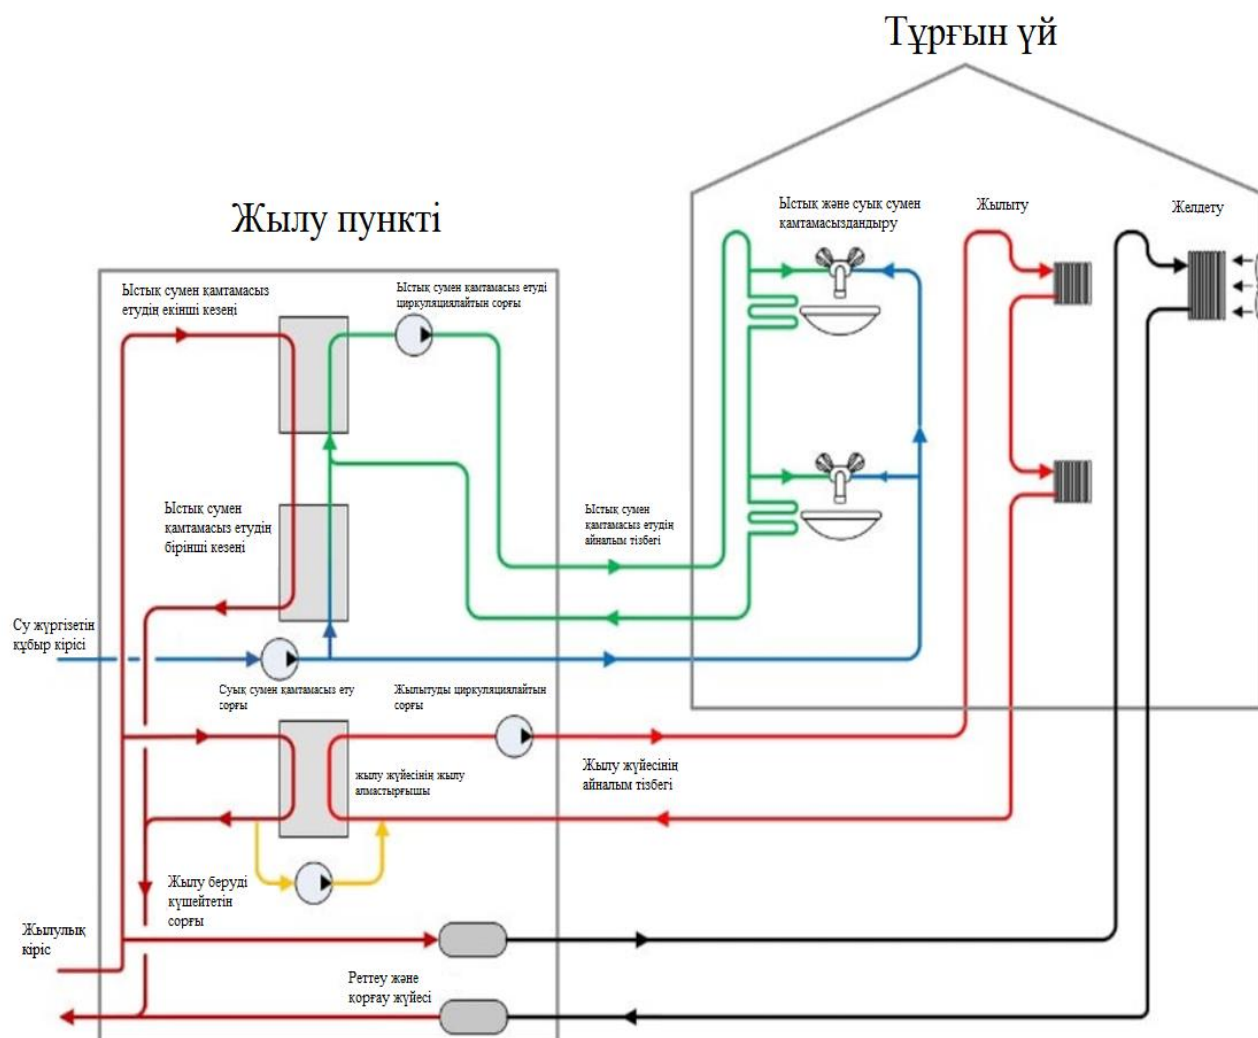 Тұрғын үй
Жылу пункті
Ыстық және суық сумен
қамтамасыздандыру
Жылыту
Желдету
Ыстық сумен қамтамасыз
етудің екінші кезеңі
Ыстық сумен қамтамасыз етуді
циркуляциялайтын сорғы
Ыстық сумен
қамтамасыз етудің
бірінші кезеңі
Ыстық сумен
қамтамасыз етудің
айналым тізбегі
Су жүргізетін
құбыр кірісі
Суық сумен қамтамасыз ету
сорғы
Жылытуды циркуляциялайтын
сорғы
жылу жүйесінің жылу
алмастырғышы
Жылу жүйесінің
айналым тізбегі
Жылу беруді
күшейтетін
сорғы
Жылулық
кіріс
Реттеу және
қорғау жүйесі